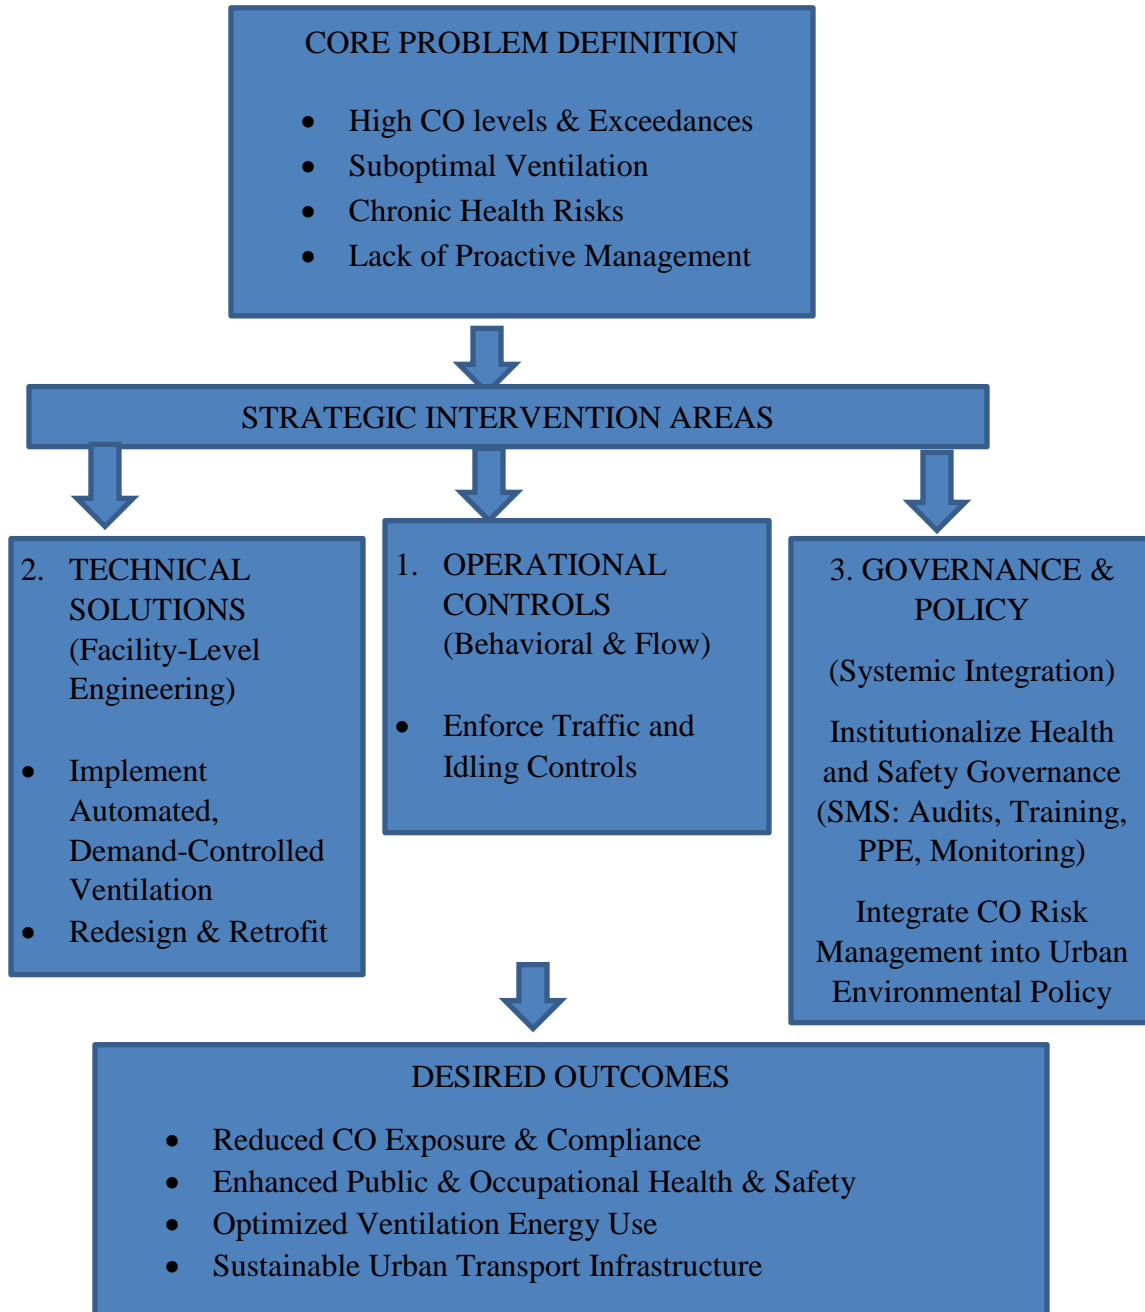 CORE PROBLEM DEFINITION
• High CO levels & Exceedances
• Suboptimal Ventilation
• Chronic Health Risks
• Lack of Proactive Management
STRATEGIC INTERVENTION AREAS
2. TECHNICAL
SOLUTIONS
(Facility-Level
Engineering)
• Implement
Automated,
Demand-Controlled
Ventilation
• Redesign & Retrofit
1. OPERATIONAL
CONTROLS
(Behavioral & Flow)
• Enforce Traffic and
Idling Controls
3. GOVERNANCE &
POLICY
(Systemic Integration)
Institutionalize Health
and Safety Governance
(SMS: Audits, Training,
PPE, Monitoring)
Integrate CO Risk
Management into Urban
Environmental Policy
DESIRED OUTCOMES
• Reduced CO Exposure & Compliance
• Enhanced Public & Occupational Health & Safety
• Optimized Ventilation Energy Use
• Sustainable Urban Transport Infrastructure